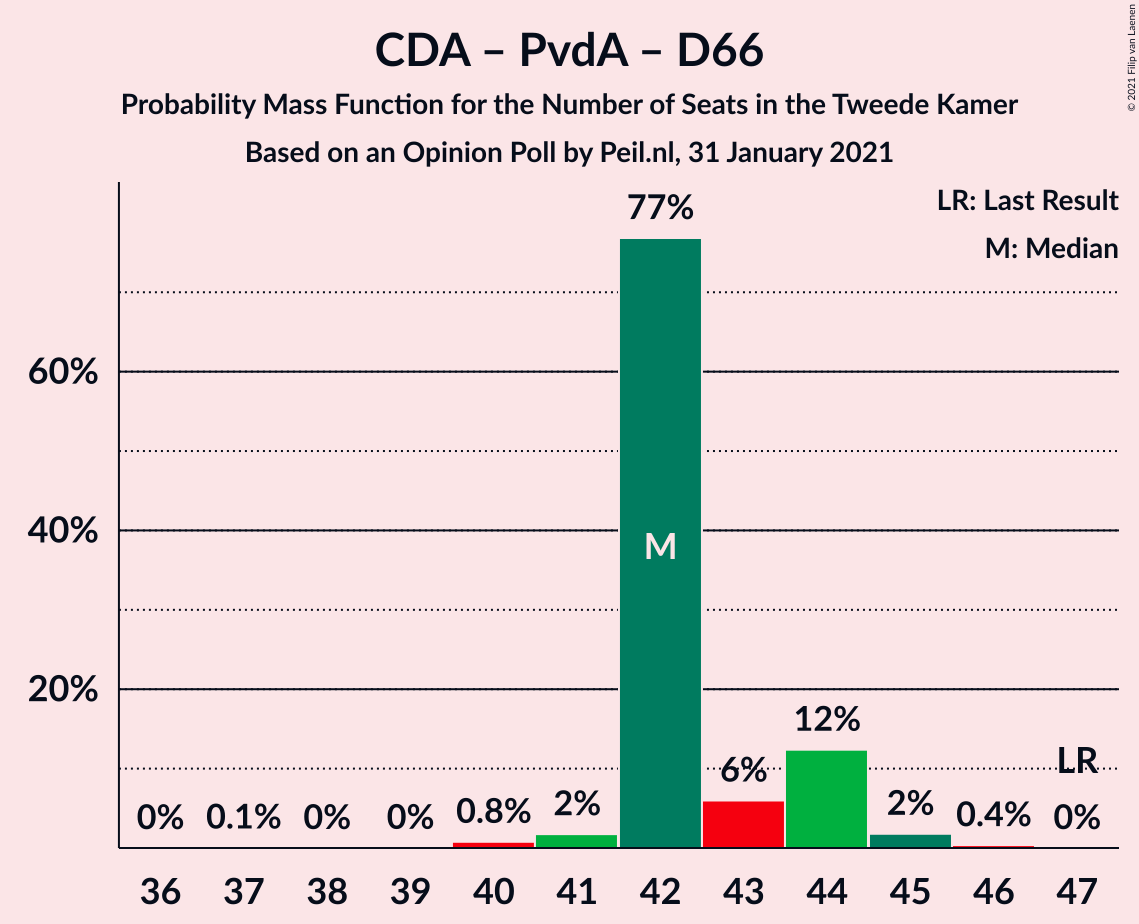 CDA – PvdA – D66
Probability Mass Function for the Number of Seats in the Tweede Kamer
Based on an Opinion Poll by Peil.nl, 31 January 2021
© 2021 Filip van Laenen
LR: Last Result
M: Median
77%
60%
40%
M
20%
12%
LR
6%
0% 0.1% 0% 0% 0.8% 2% 2% 0.4% 0%
36 37 38 39 40 41 42 43 44 45 46 47